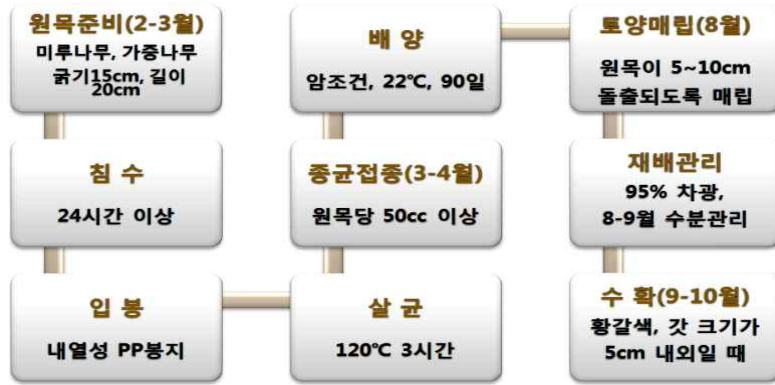 원목준비(2-3월)
미루나무, 가중나무
굵기15cm, 길이
20cm
침 수
24시간 이상
입 봉
내열성 PP봉지
살 균
120℃ 3시간
종균접종(3-4월)
원목당 50cc 이상
배 양
암조건, 22℃, 90일
토양매립(8월)
원목이 5~10cm
돌출되도록 매립
재배관리
95% 차광,
8-9월 수분관리
수 확(9-10월)
황갈색, 갓 크기가
5cm 내외일 때